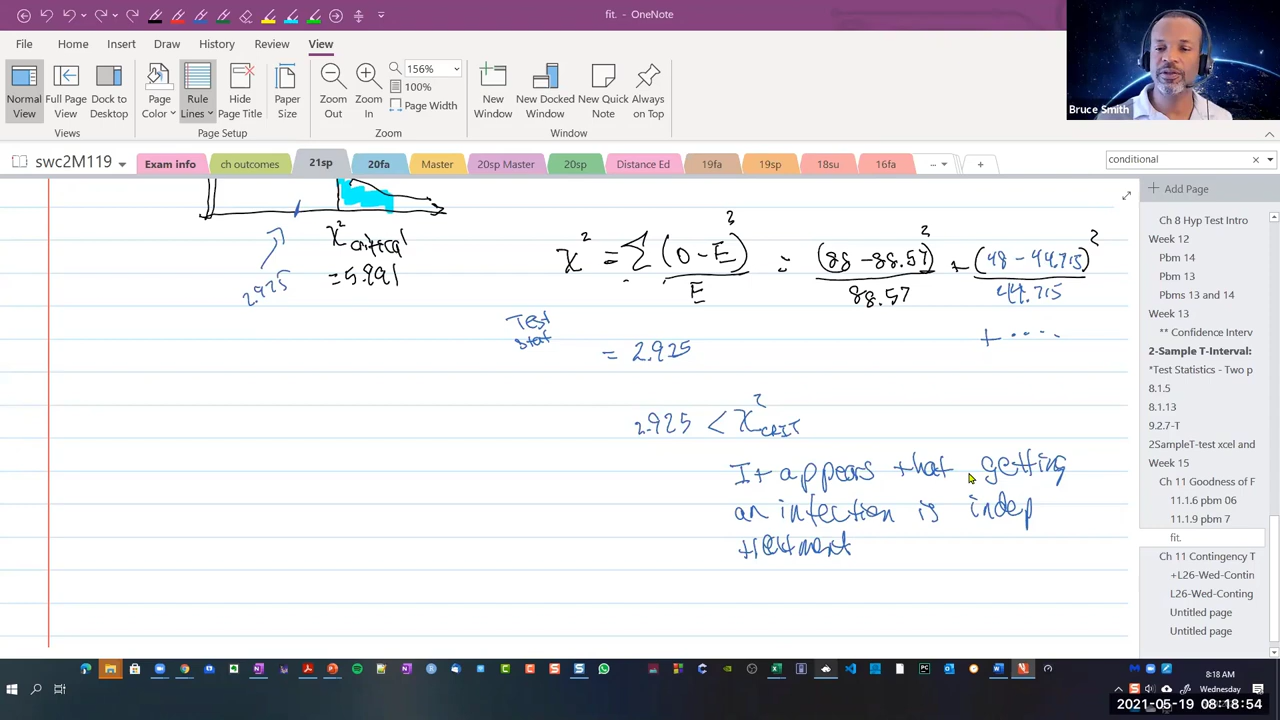 fit. - OneNote
File Home Insert Draw History Review View
156%
100%
Page Width
Normal View
Full Page View
Dock to Desktop
Page Color
Rule Lines
Hide Page Title
Paper Size
Zoom Out
Zoom In
New Window
New Docked Window
New Quick Note
Always on Top
Views Page Setup Zoom Window
Bruce Smith
swc2M119
Exam info ch outcomes 21sp 20fa Master 20sp Master 20sp Distance Ed 19fa 19sp 18su 16fa
conditional
Add Page
Ch 8 Hyp Test Intro
Week 12
Pbm 14
Pbm 13
Pbms 13 and 14
Week 13
** Confidence Interv
2-Sample T-Interval:
*Test Statistics - Two p
8.1.5
8.1.13
9.2.7-T
2SampleT-test xcel and
Week 15
Ch 11 Goodness of F
11.1.6 pbm 06
11.1.9 pbm 7
fit.
Ch 11 Contingency T
+L26-Wed-Contin
L26-Wed-Conting
Untitled page
Untitled page
χ² critical
= 5.991
2.925
χ² = Σ (O - E)² / E = (88 - 88.57)² / 88.57 + (48 - 44.715)² / 44.715
+ ....
Test stat
= 2.925
2.925 < χ² CRIT
It appears that getting
an infection is indep
treatment
8:18 AM
Wednesday
2021-05-19 08:18:54